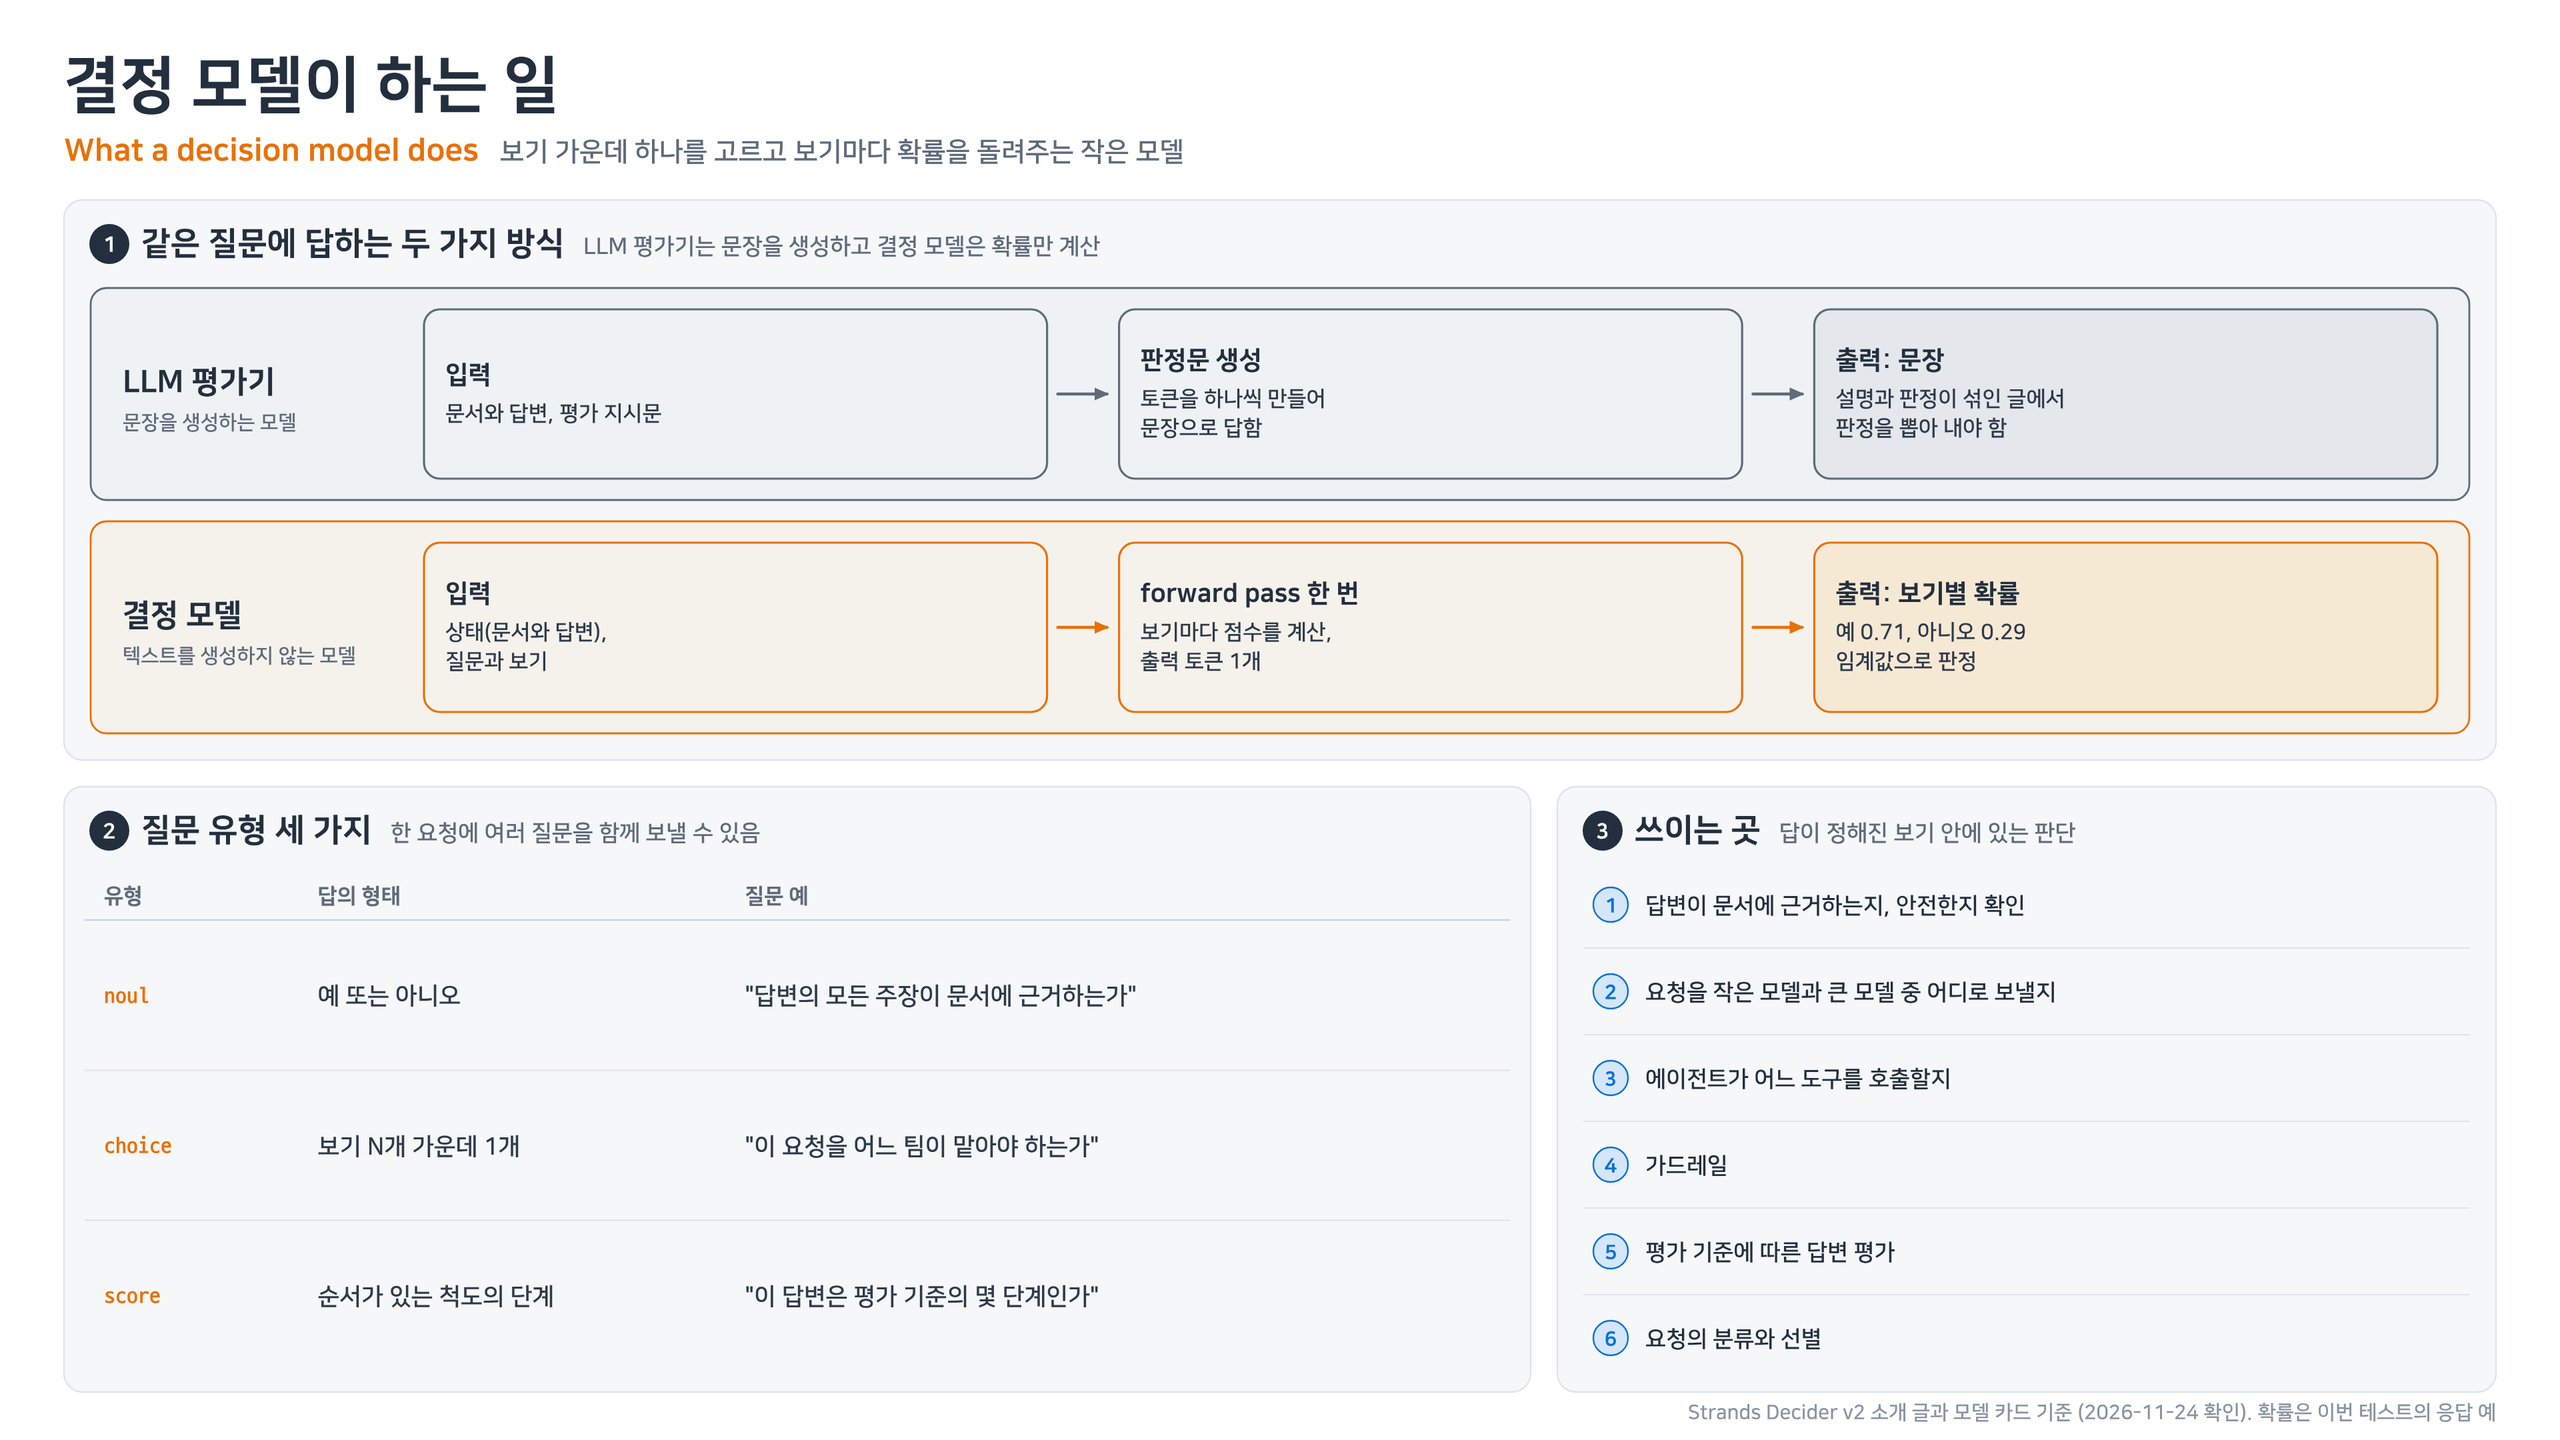 결정 모델이 하는 일
What a decision model does 보기 가운데 하나를 고르고 보기마다 확률을 돌려주는 작은 모델
1 같은 질문에 답하는 두 가지 방식 LLM 평가기는 문장을 생성하고 결정 모델은 확률만 계산
LLM 평가기
문장을 생성하는 모델
입력
문서와 답변, 평가 지시문
판정문 생성
토큰을 하나씩 만들어
문장으로 답함
출력: 문장
설명과 판정이 섞인 글에서
판정을 뽑아 내야 함
결정 모델
텍스트를 생성하지 않는 모델
입력
상태(문서와 답변),
질문과 보기
forward pass 한 번
보기마다 점수를 계산,
출력 토큰 1개
출력: 보기별 확률
예 0.71, 아니오 0.29
임계값으로 판정
2 질문 유형 세 가지 한 요청에 여러 질문을 함께 보낼 수 있음
유형 답의 형태 질문 예
noul 예 또는 아니오 "답변의 모든 주장이 문서에 근거하는가"
choice 보기 N개 가운데 1개 "이 요청을 어느 팀이 맡아야 하는가"
score 순서가 있는 척도의 단계 "이 답변은 평가 기준의 몇 단계인가"
3 쓰이는 곳 답이 정해진 보기 안에 있는 판단
1 답변이 문서에 근거하는지, 안전한지 확인
2 요청을 작은 모델과 큰 모델 중 어디로 보낼지
3 에이전트가 어느 도구를 호출할지
4 가드레일
5 평가 기준에 따른 답변 평가
6 요청의 분류와 선별
Strands Decider v2 소개 글과 모델 카드 기준 (2026-11-24 확인). 확률은 이번 테스트의 응답 예